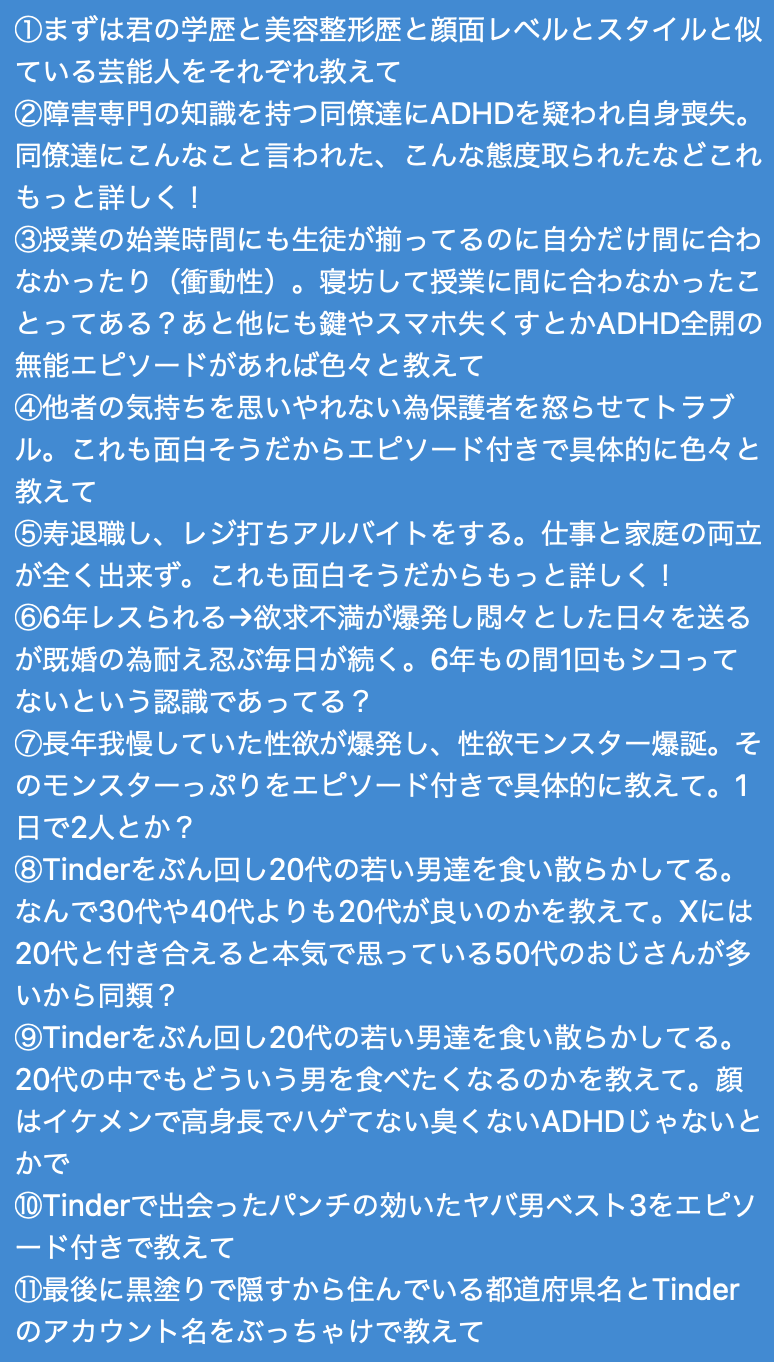 ①まずは君の学歴と美容整形歴と顔面レベルとスタイルと似
ている芸能人をそれぞれ教えて
②障害専門の知識を持つ同僚達にADHDを疑われ自身喪失。
同僚達にこんなこと言われた、こんな態度取られたなどこれ
もっと詳しく！
③授業の始業時間にも生徒が揃ってるのに自分だけ間に合わ
なかったり（衝動性）。寝坊して授業に間に合わなかったこ
とってある？あと他にも鍵やスマホ失くすとかADHD全開の
無能エピソードがあれば色々と教えて
④他者の気持ちを思いやれない為保護者を怒らせてトラブ
ル。これも面白そうだからエピソード付きで具体的に色々と
教えて
⑤寿退職し、レジ打ちアルバイトをする。仕事と家庭の両立
が全く出来ず。これも面白そうだからもっと詳しく！
⑥6年レスられる→欲求不満が爆発し悶々とした日々を送る
が既婚の為耐え忍ぶ毎日が続く。6年もの間1回もシコって
ないという認識であってる？
⑦長年我慢していた性欲が爆発し、性欲モンスター爆誕。そ
のモンスターっぷりをエピソード付きで具体的に教えて。1
日で2人とか？
⑧Tinderをぶん回し20代の若い男達を食い散らかしてる。
なんで30代や40代よりも20代が良いのかを教えて。Xには
20代と付き合えると本気で思っている50代のおじさんが多
いから同類？
⑨Tinderをぶん回し20代の若い男達を食い散らかしてる。
20代の中でもどういう男を食べたくなるのかを教えて。顔
はイケメンで高身長でハゲてない臭くないADHDじゃないと
かで
⑩Tinderで出会ったパンチの効いたヤバ男ベスト3をエピソ
ード付きで教えて
⑪最後に黒塗りで隠すから住んでいる都道府県名とTinder
のアカウント名をぶっちゃけで教えて